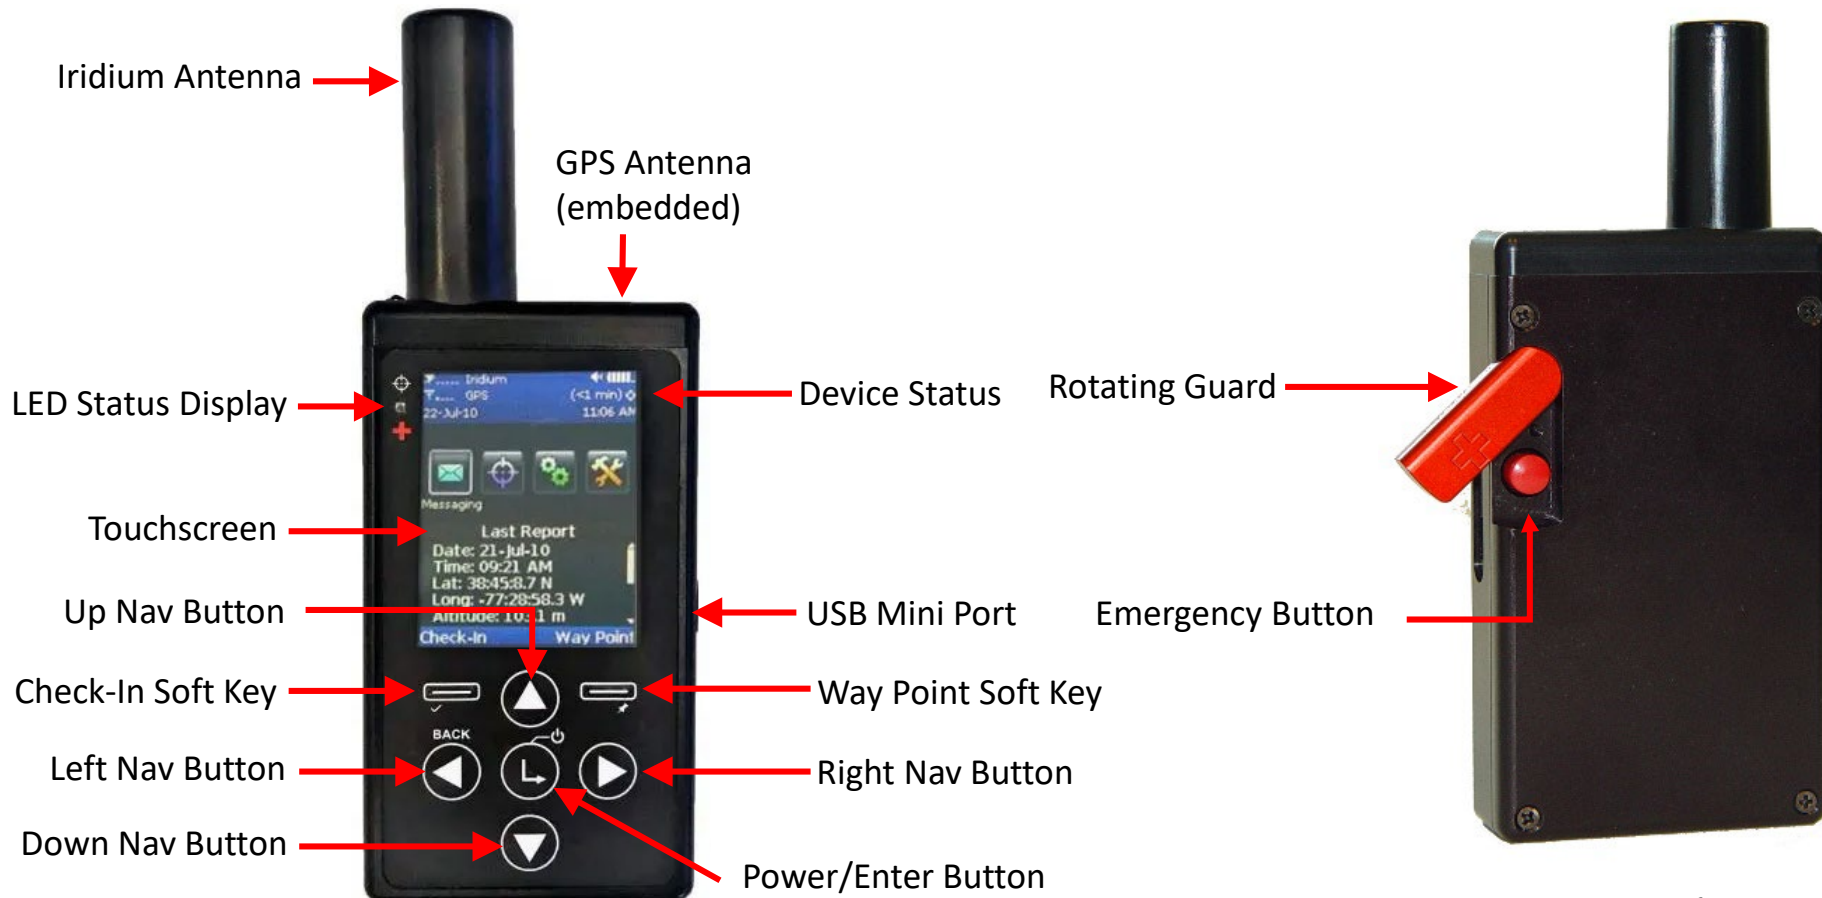 Iridium Antenna
GPS Antenna
(embedded)
LED Status Display
Device Status
Touchscreen
Up Nav Button
USB Mini Port
Check-In Soft Key
Way Point Soft Key
Left Nav Button
Right Nav Button
Down Nav Button
Power/Enter Button
Iridium
GPS (<1 min)
22-Jul-10 11:06 AM
Messaging
Last Report
Date: 21-Jul-10
Time: 09:21 AM
Lat: 38:45:8.7 N
Long: -77:28:58.3 W
Altitude: 103.1 m
Check-In Way Point
BACK
Rotating Guard
Emergency Button